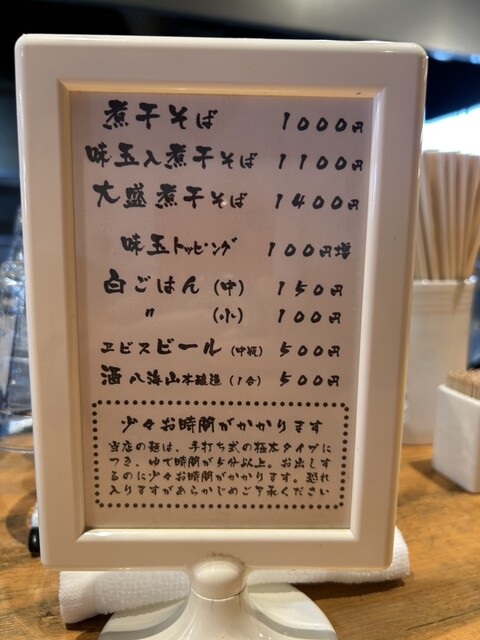 煮干そば 1000円
味玉入煮干そば 1100円
大盛煮干そば 1400円
味玉トッピング 100円増
白ごはん(中) 150円
〃 (小) 100円
ヱビスビール(中瓶) 500円
酒 八海山本醸造(1合) 500円
少々お時間がかかります
当店の麺は、手打ち式の極太タイプに
つき、ゆで時間が5分以上。お出しす
るのに少々お時間がかかります。恐れ
入りますがあらかじめご了承ください